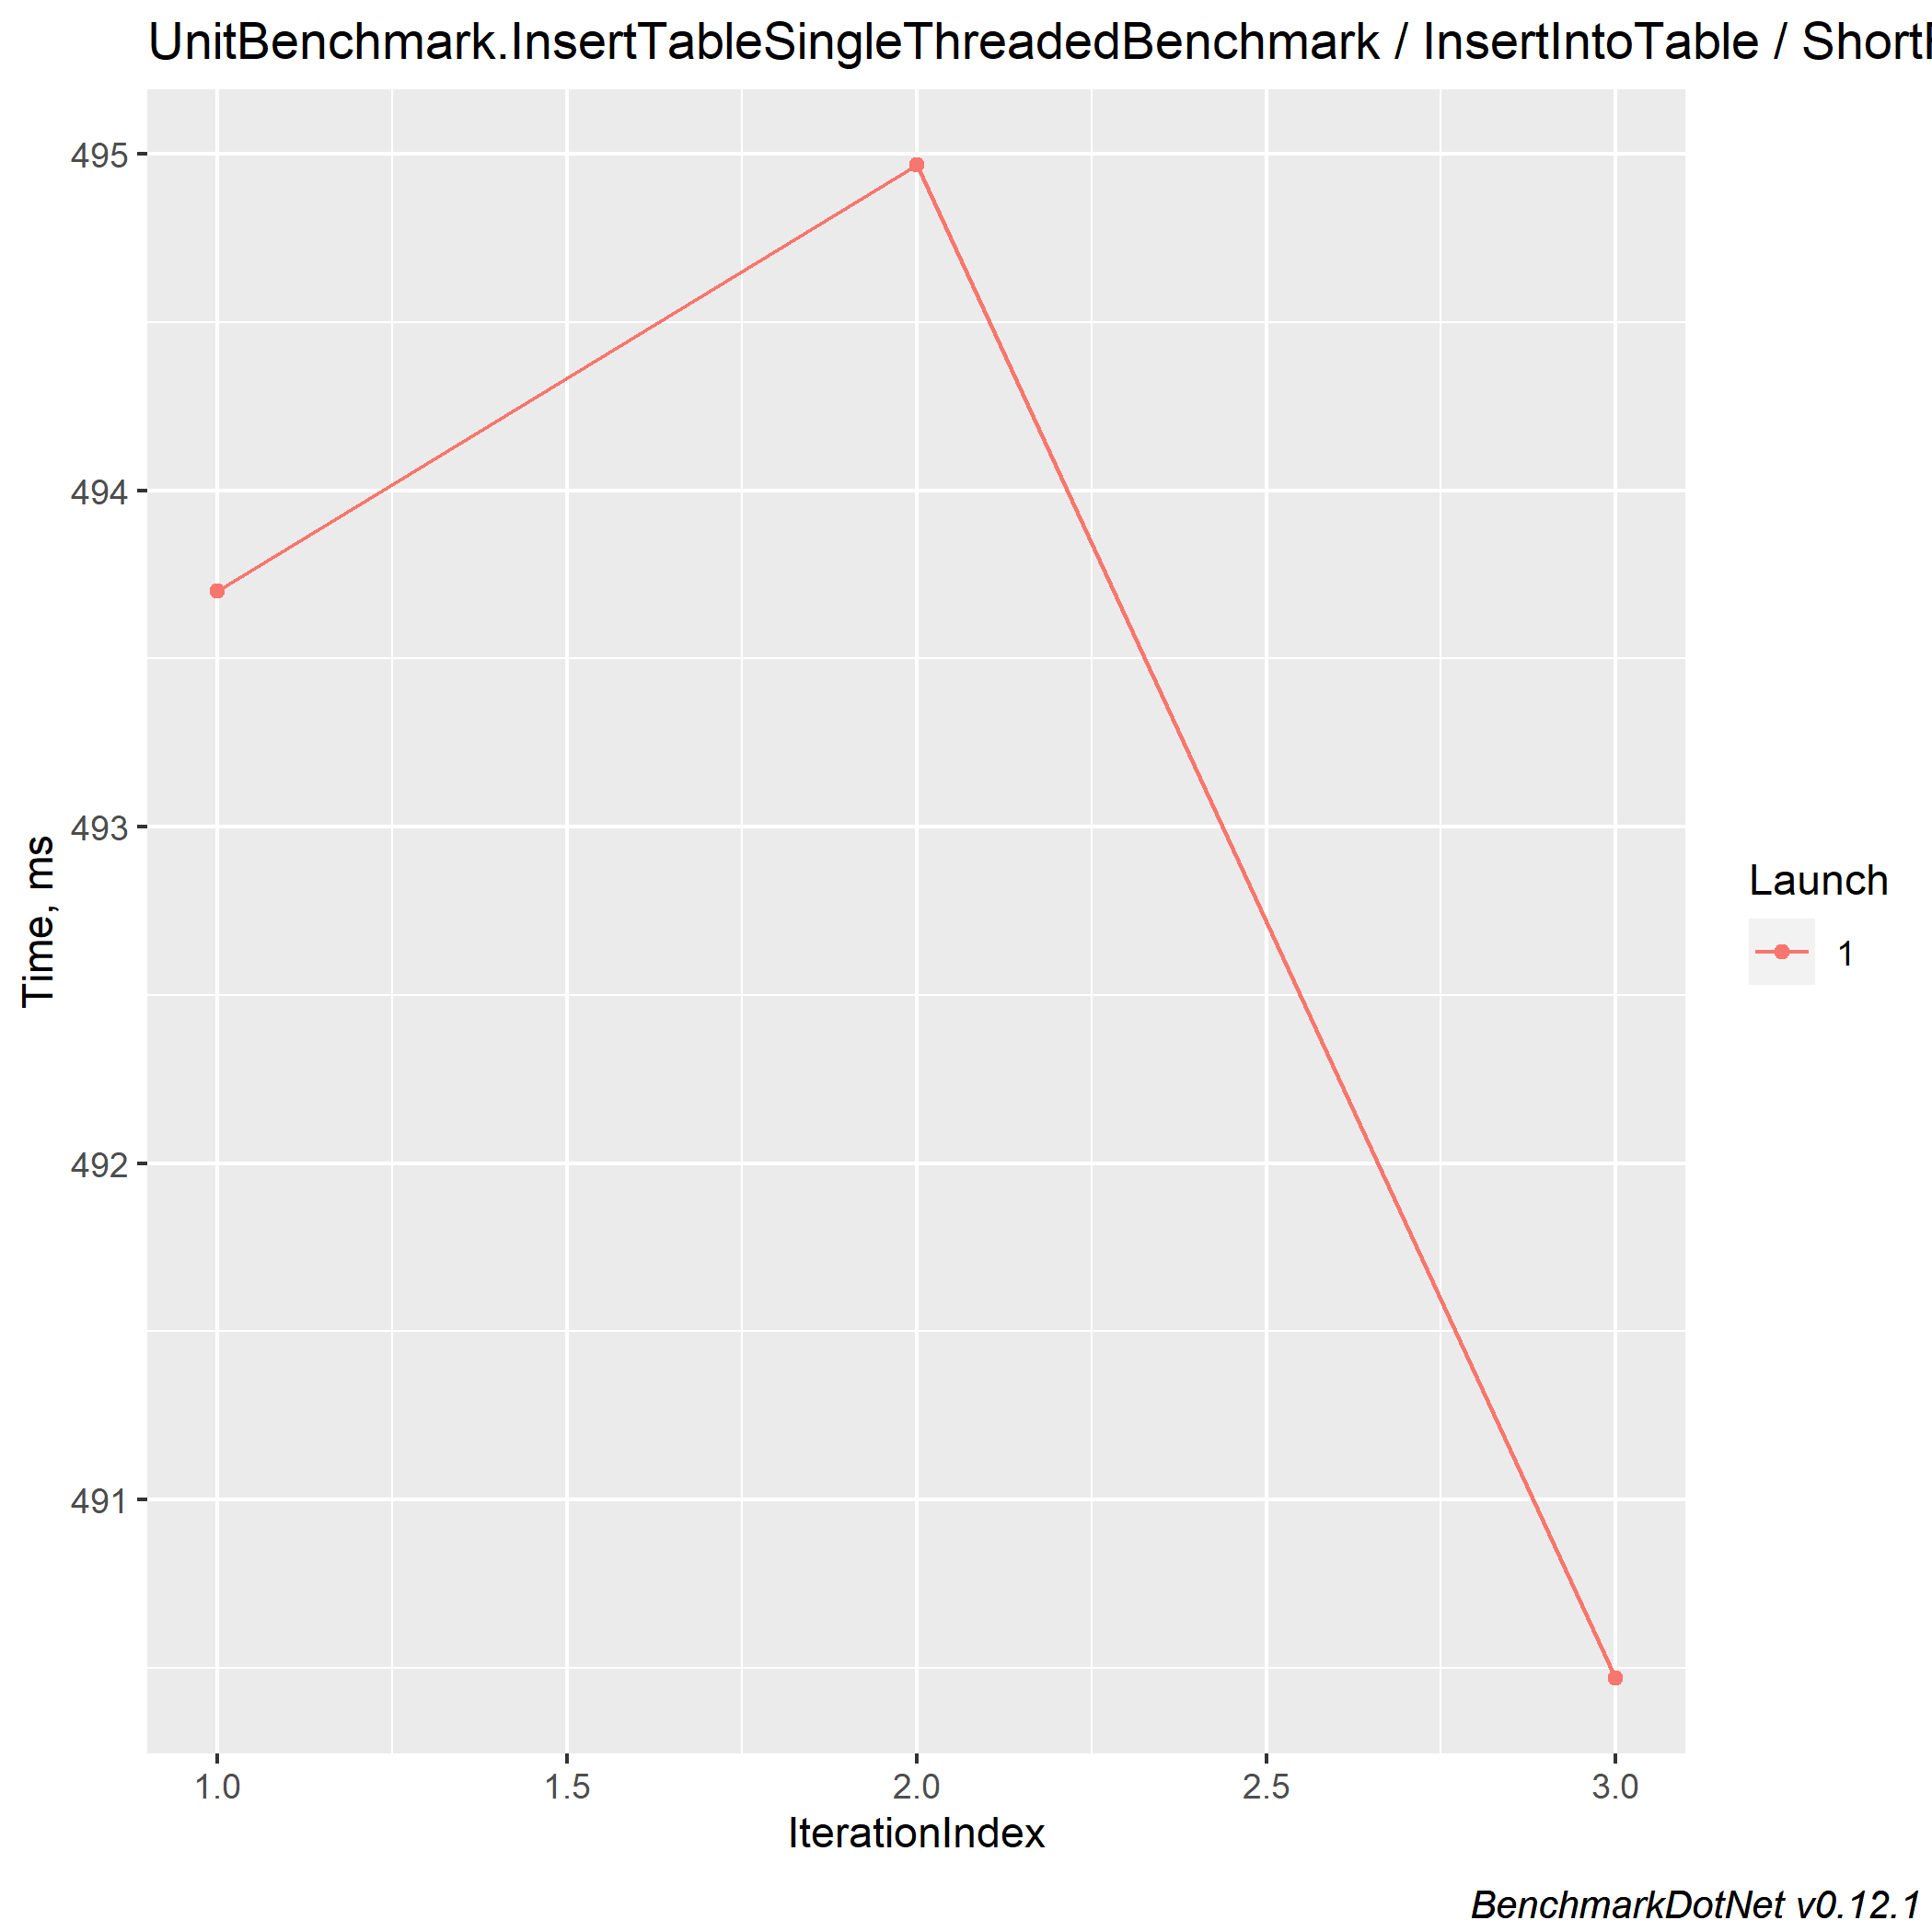 UnitBenchmark.InsertTableSingleThreadedBenchmark / InsertIntoTable / Short
495
494
493
492
491
Time, ms
1.0 1.5 2.0 2.5 3.0
IterationIndex
Launch
1
BenchmarkDotNet v0.12.1